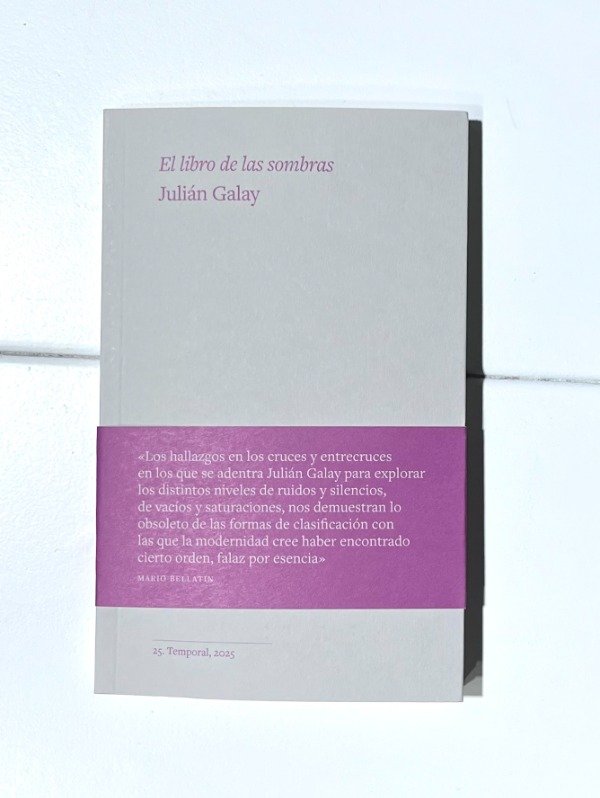 El libro de las sombras
Julián Galay
«Los hallazgos en los cruces y entrecruces
en los que se adentra Julián Galay para explorar
los distintos niveles de ruidos y silencios,
de vacíos y saturaciones, nos demuestran lo
obsoleto de las formas de clasificación con
las que la modernidad cree haber encontrado
cierto orden, falaz por esencia»
MARIO BELLATIN
25. Temporal, 2025